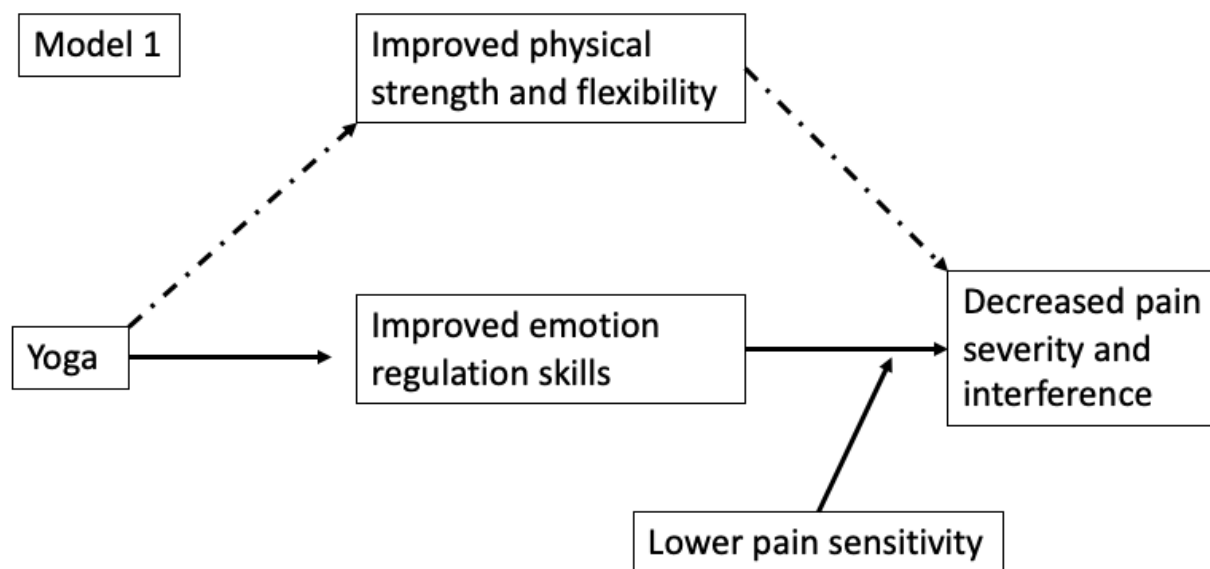 Model 1
Improved physical
strength and flexibility
Yoga
Improved emotion
regulation skills
Decreased pain
severity and
interference
Lower pain sensitivity